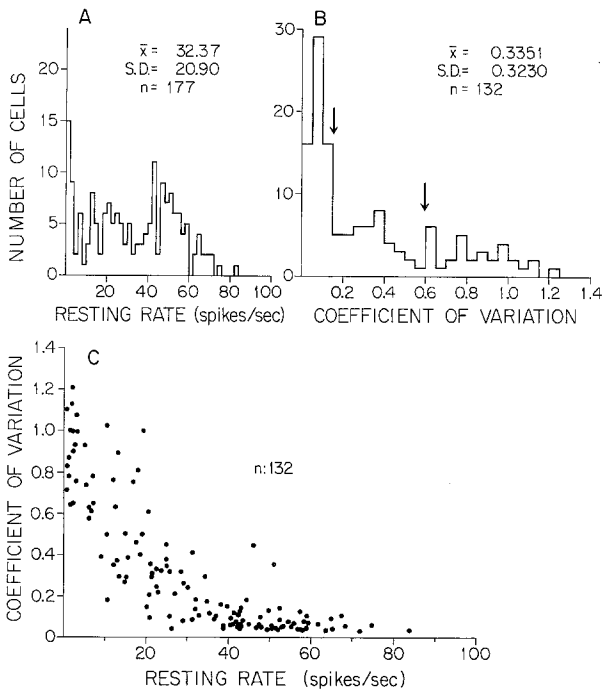 A
x̄ = 32.37
S.D.= 20.90
n = 177
NUMBER OF CELLS
20
15
10
5
0
20 40 60 80 100
RESTING RATE (spikes/sec)
B
x̄ = 0.3351
S.D.= 0.3230
n = 132
30
20
10
0
0.2 0.4 0.6 0.8 1.0 1.2 1.4
COEFFICIENT OF VARIATION
C
n:132
COEFFICIENT OF VARIATION
1.4
1.2
1.0
0.8
0.6
0.4
0.2
0
20 40 60 80 100
RESTING RATE (spikes/sec)